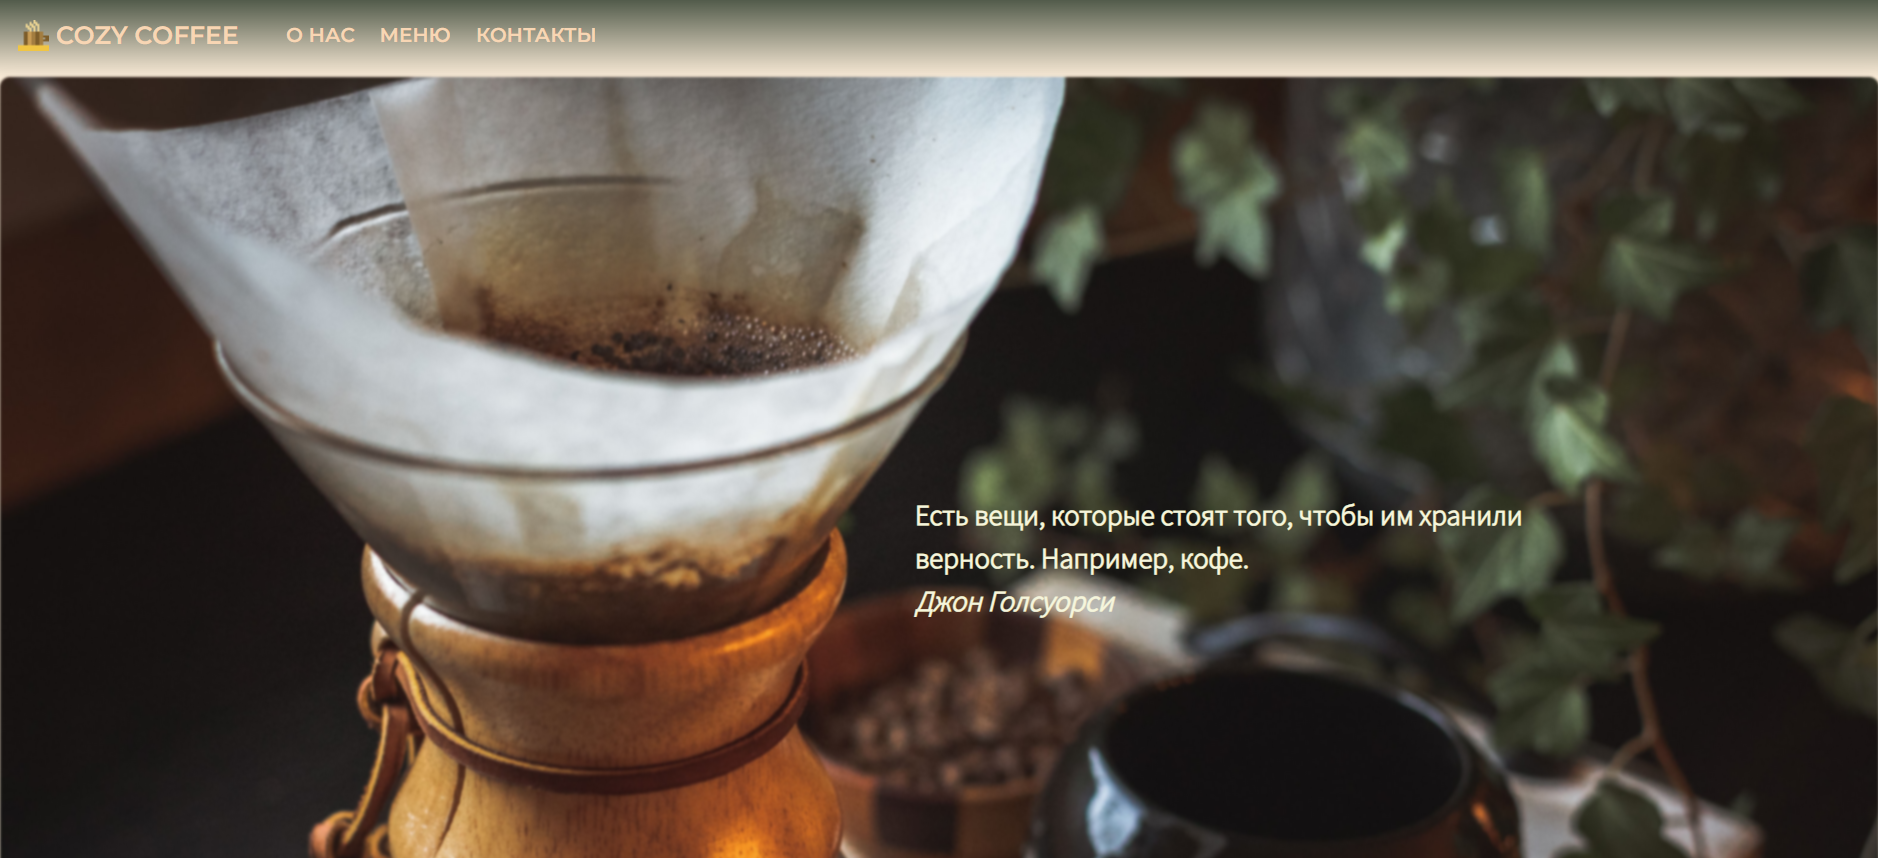 COZY COFFEE О НАС МЕНЮ КОНТАКТЫ
Есть вещи, которые стоят того, чтобы им хранили
верность. Например, кофе.
Джон Голсуорси